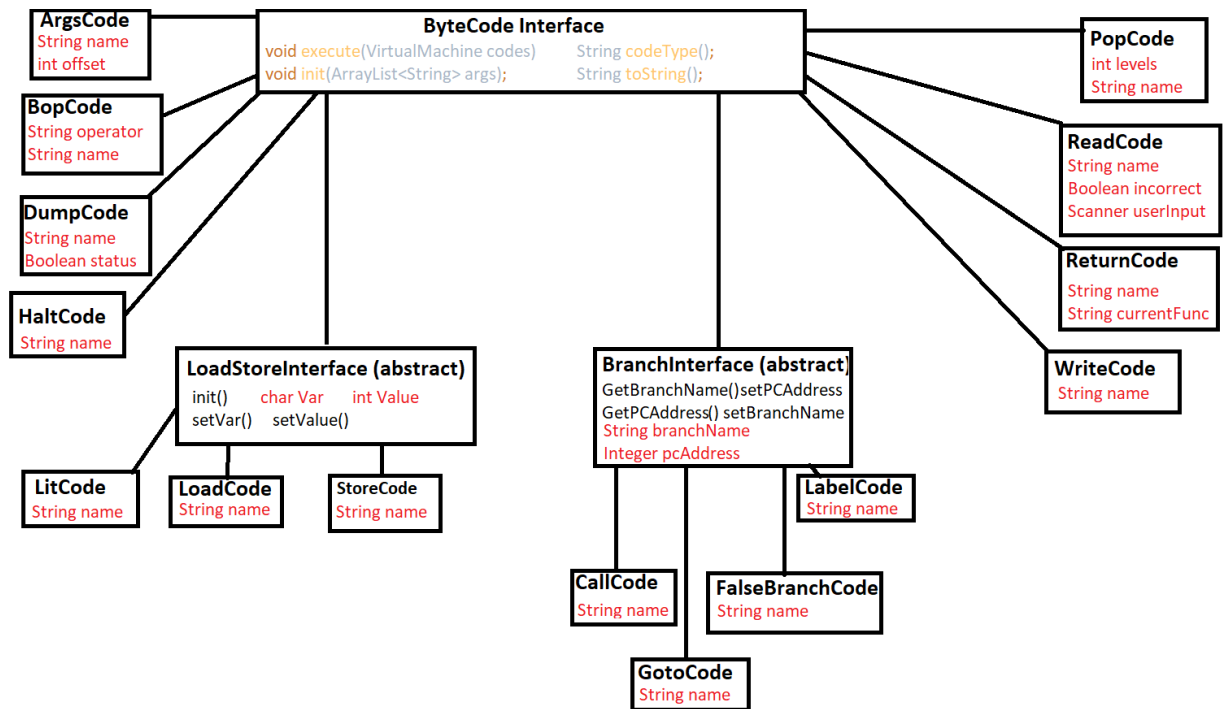 ByteCode Interface
void execute(VirtualMachine codes) String codeType();
void init(ArrayList<String> args); String toString();
ArgsCode
String name
int offset
BopCode
String operator
String name
DumpCode
String name
Boolean status
HaltCode
String name
PopCode
int levels
String name
ReadCode
String name
Boolean incorrect
Scanner userInput
ReturnCode
String name
String currentFunc
WriteCode
String name
LoadStoreInterface (abstract)
init() char Var int Value
setVar() setValue()
LitCode
String name
LoadCode
String name
StoreCode
String name
BranchInterface (abstract)
GetBranchName()setPCAddress
GetPCAddress() setBranchName
String branchName
Integer pcAddress
LabelCode
String name
CallCode
String name
FalseBranchCode
String name
GotoCode
String name